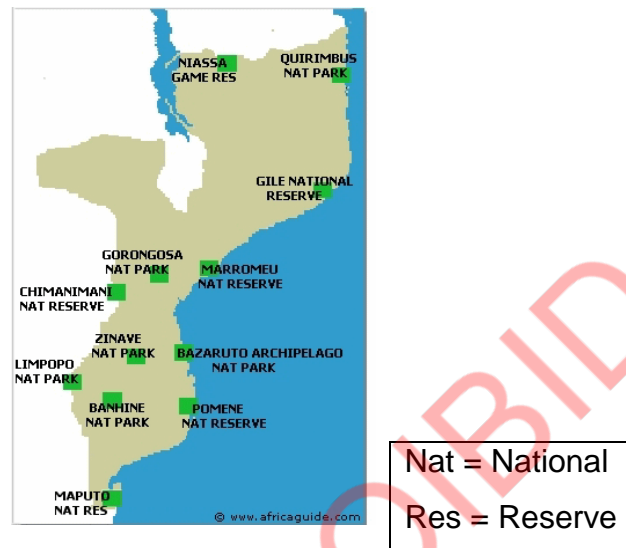 NIASSA
GAME RES
QUIRIMBUS
NAT PARK
GILE NATIONAL
RESERVE
GORONGOSA
NAT PARK
MARROMEU
NAT RESERVE
CHIMANIMANI
NAT RESERVE
ZINAVE
NAT PARK
BAZARUTO ARCHIPELAGO
NAT PARK
LIMPOPO
NAT PARK
BANHINE
NAT PARK
POMENE
NAT RESERVE
MAPUTO
NAT RES
© www.africaguide.com
Nat = National
Res = Reserve
OIBID